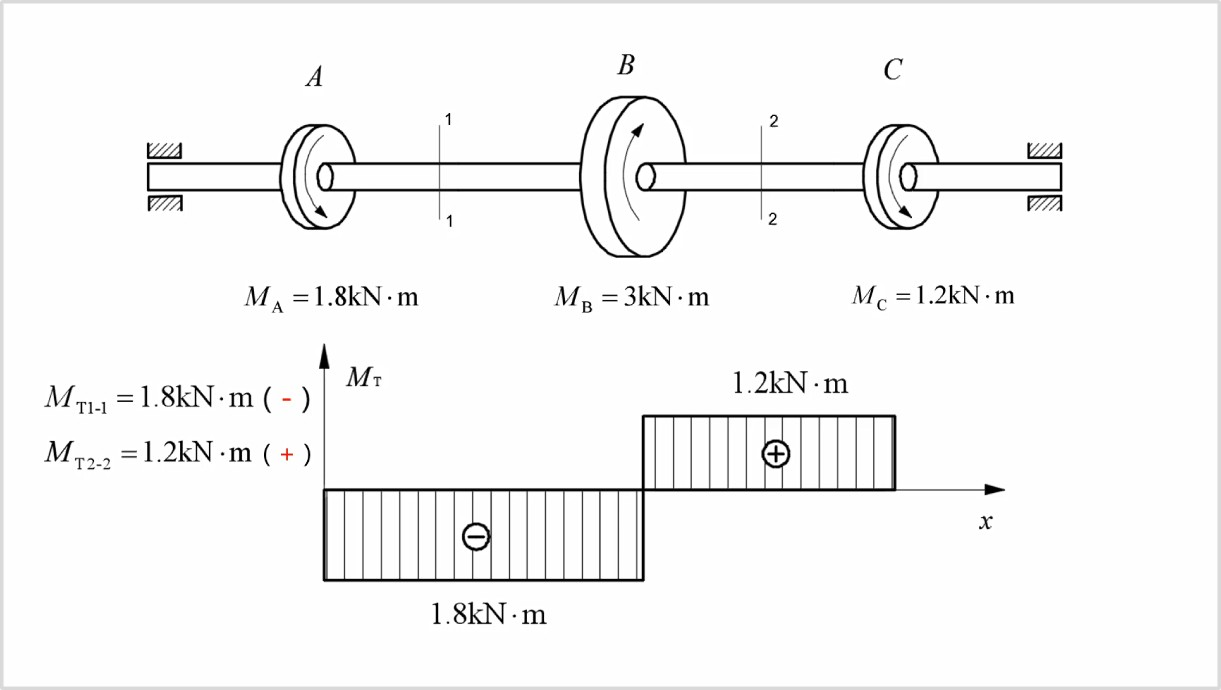 A B C
1 2
1 2
M_A = 1.8kN·m M_B = 3kN·m M_C = 1.2kN·m
M_T
M_T1-1 = 1.8kN·m ( - )
M_T2-2 = 1.2kN·m ( + )
1.2kN·m
+
−
x
1.8kN·m